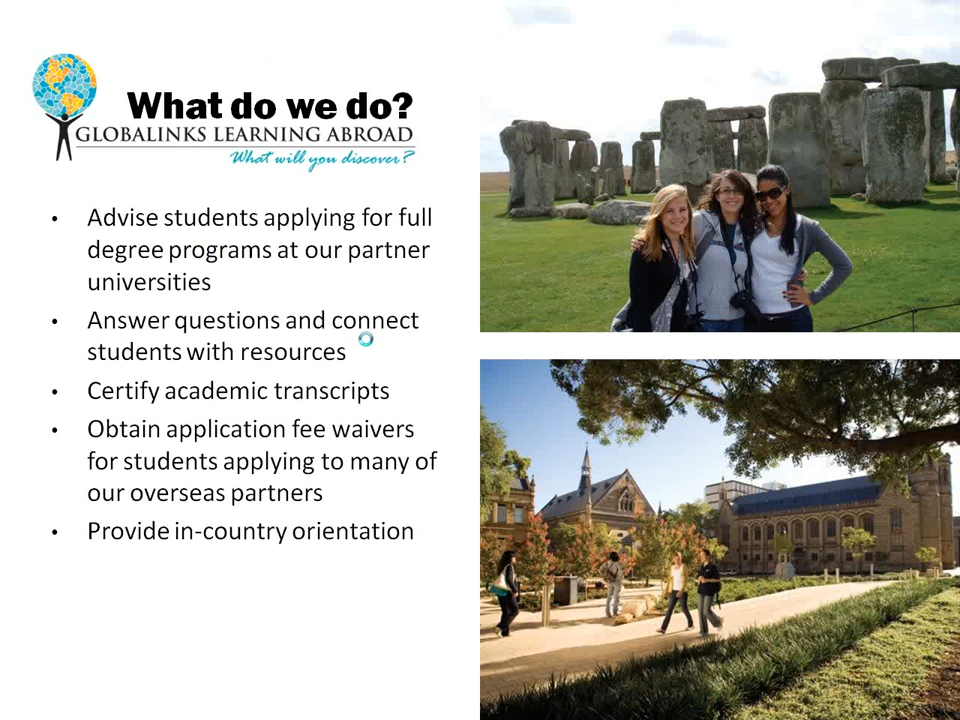 What do we do?
GLOBALINKS LEARNING ABROAD
What will you discover?
• Advise students applying for full
degree programs at our partner
universities
• Answer questions and connect
students with resources
• Certify academic transcripts
• Obtain application fee waivers
for students applying to many of
our overseas partners
• Provide in-country orientation